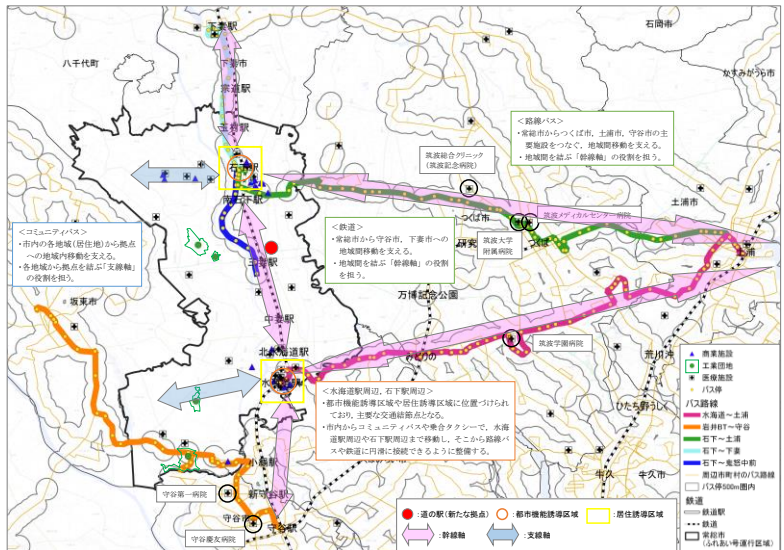 下妻駅
石岡市
八千代町
下妻市
かすみがうら市
宗道駅
玉村駅
＜路線バス＞
・常総市からつくば市，土浦市，守谷市の主
要施設をつなぎ，地域間移動を支える。
・地域間を結ぶ「幹線軸」の役割を担う。
筑波総合クリニック
（筑波記念病院）
石下駅
南石下駅
つくば市
筑波メディカルセンター病院
土浦市
＜コミュニティバス＞
・市内の各地域（居住地）から拠点
への地域内移動を支える。
・各地域から拠点を結ぶ「支線軸」
の役割を担う。
＜鉄道＞
・常総市から守谷市，下妻市への
地域間移動を支える。
・地域間を結ぶ「幹線軸」の役割
を担う。
研究
つくば
筑波大学
附属病院
土浦
三妻駅
坂東市
万博記念公園
中妻駅
筑波学園病院
荒川沖
北水海道駅
みどりの
水海道駅
ひたち野うしく
＜水海道駅周辺，石下駅周辺＞
・都市機能誘導区域や居住誘導区域に位置づけら
れており，主要な交通結節点となる。
・市内からコミュニティバスや乗合タクシーで，水海
道駅周辺や石下駅周辺まで移動し，そこから路線バ
スや鉄道に円滑に接続できるように整備する。
小絹駅
牛久
牛久市
守谷第一病院
新守谷駅
守谷市
守谷駅
守谷慶友病院
商業施設
工業団地
医療施設
バス停
バス路線
水海道～土浦
岩井BT～守谷
石下～土浦
石下～下妻
石下～鬼怒中前
周辺市町村のバス路線
バス停500m圏内
鉄道
鉄道駅
鉄道
常総市
（ふれあい号運行区域）
：道の駅（新たな拠点）
：都市機能誘導区域
：居住誘導区域
：幹線軸
：支線軸